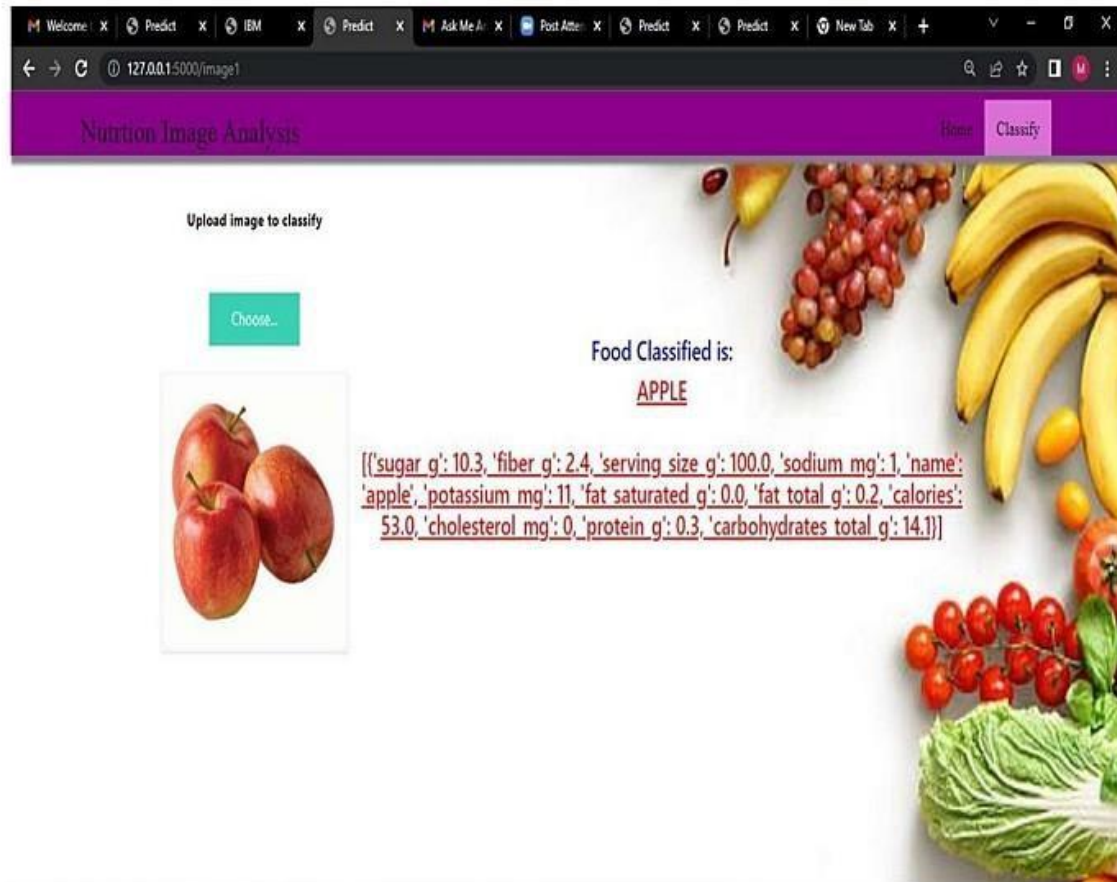 Welcome
Predict
IBM
Predict
Ask Me A
Post Atte
Predict
Predict
New Tab
127.0.0.1:5000/image1
M
Nutrtion Image Analysis
Home
Classify
Upload image to classify
Choose...
Food Classified is:
APPLE
[{'sugar_g': 10.3, 'fiber_g': 2.4, 'serving_size_g': 100.0, 'sodium_mg': 1, 'name':
'apple', 'potassium_mg': 11, 'fat_saturated_g': 0.0, 'fat_total_g': 0.2, 'calories':
53.0, 'cholesterol_mg': 0, 'protein_g': 0.3, 'carbohydrates_total_g': 14.1}]